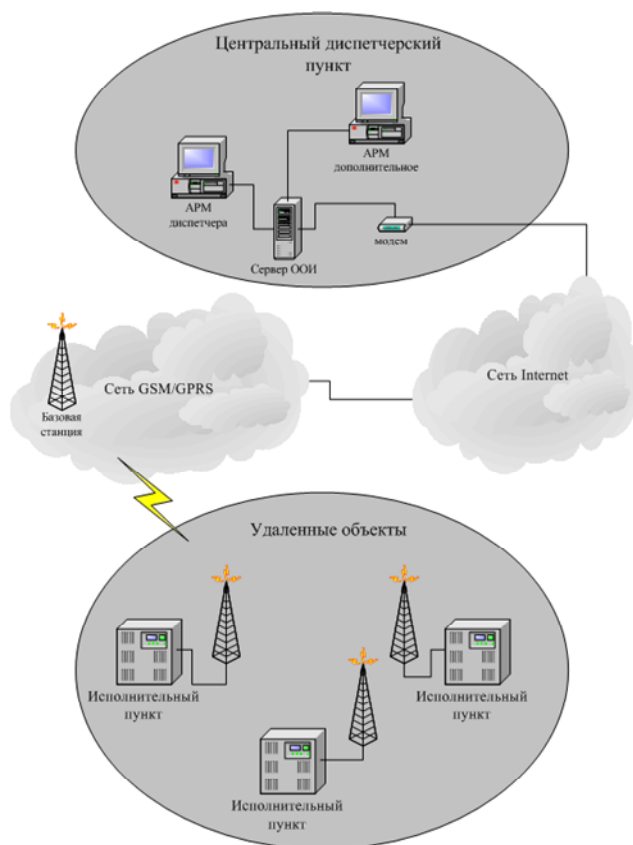 Центральный диспетчерский
пункт
АРМ
дополнительное
АРМ
диспетчера
Сервер ООИ
модем
Сеть GSM/GPRS
Сеть Internet
Базовая
станция
Удаленные объекты
Исполнительный
пункт
Исполнительный
пункт
Исполнительный
пункт